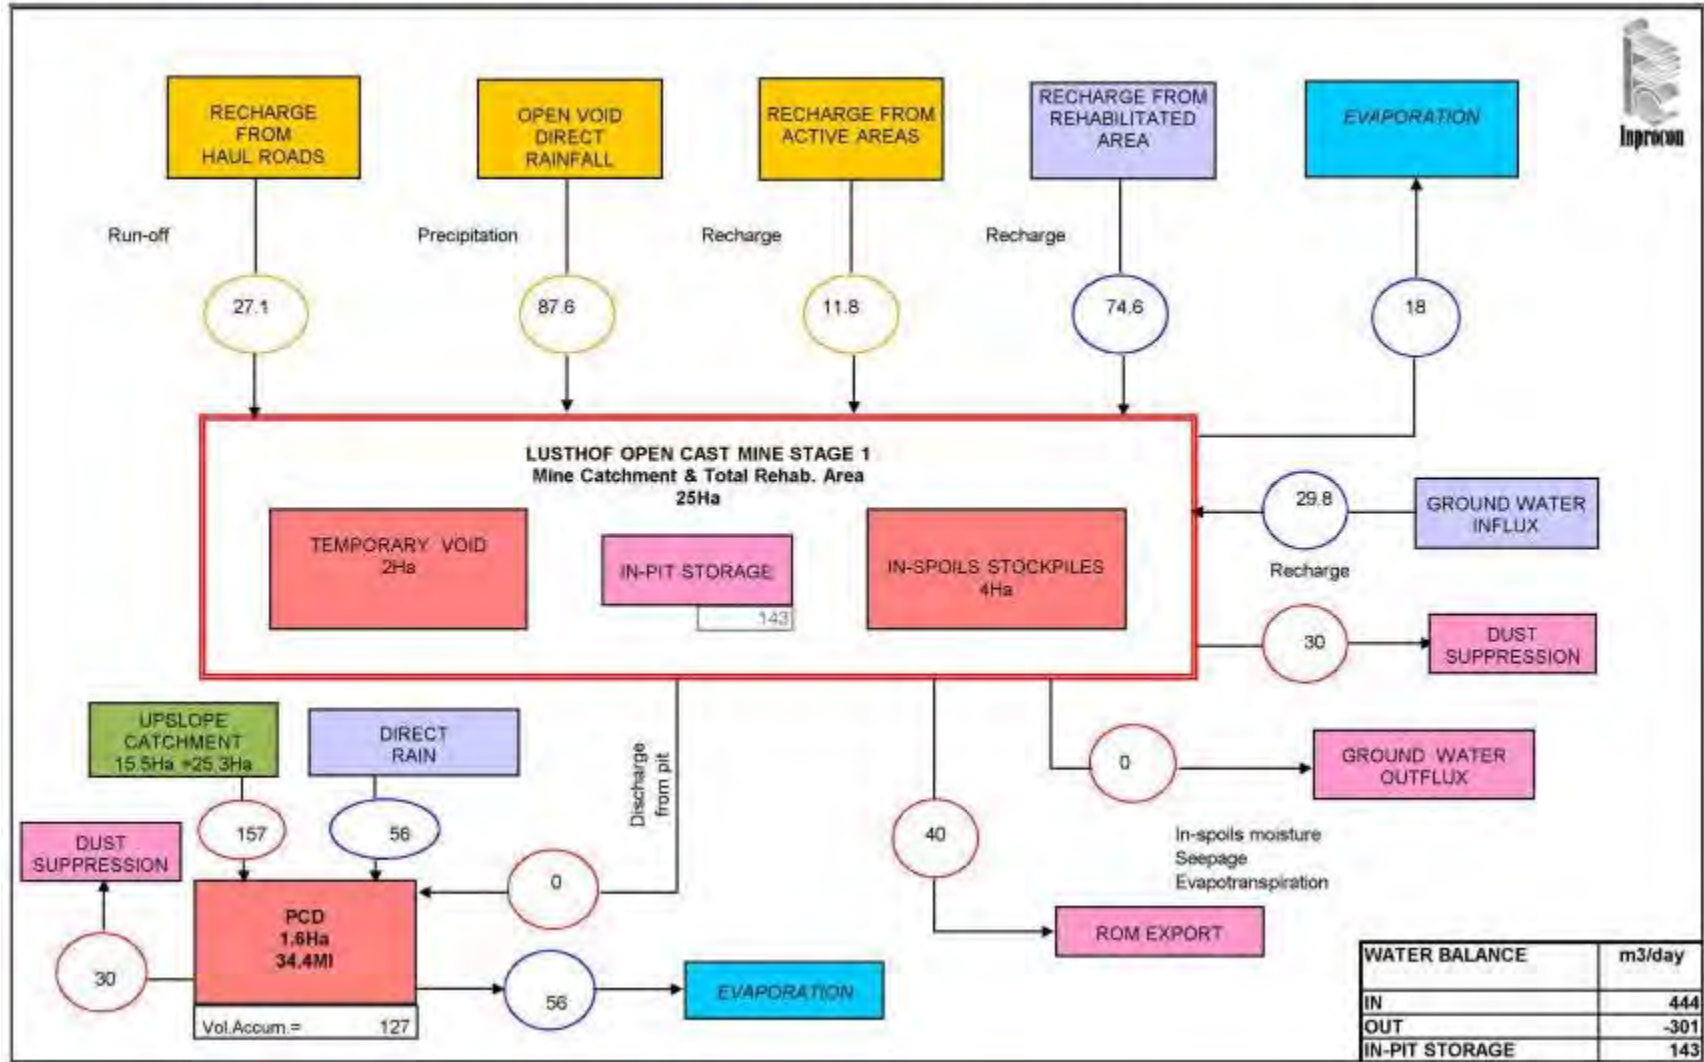 Inprocon
RECHARGE
FROM
HAUL ROADS
OPEN VOID
DIRECT
RAINFALL
RECHARGE FROM
ACTIVE AREAS
RECHARGE FROM
REHABILITATED
AREA
EVAPORATION
Run-off
Precipitation
Recharge
Recharge
27.1
87.6
11.8
74.6
18
LUSTHOF OPEN CAST MINE STAGE 1
Mine Catchment & Total Rehab. Area
25Ha
TEMPORARY VOID
2Ha
IN-PIT STORAGE
143
IN-SPOILS STOCKPILES
4Ha
29.8
GROUND WATER
INFLUX
Recharge
30
DUST
SUPPRESSION
UPSLOPE
CATCHMENT
15.5Ha +25.3Ha
DIRECT
RAIN
Discharge
from pit
0
GROUND WATER
OUTFLUX
157
56
DUST
SUPPRESSION
0
40
In-spoils moisture
Seepage
Evapotranspiration
PCD
1.6Ha
34.4Ml
ROM EXPORT
30
56
EVAPORATION
Vol.Accum.= 127
WATER BALANCE m3/day
IN 444
OUT -301
IN-PIT STORAGE 143